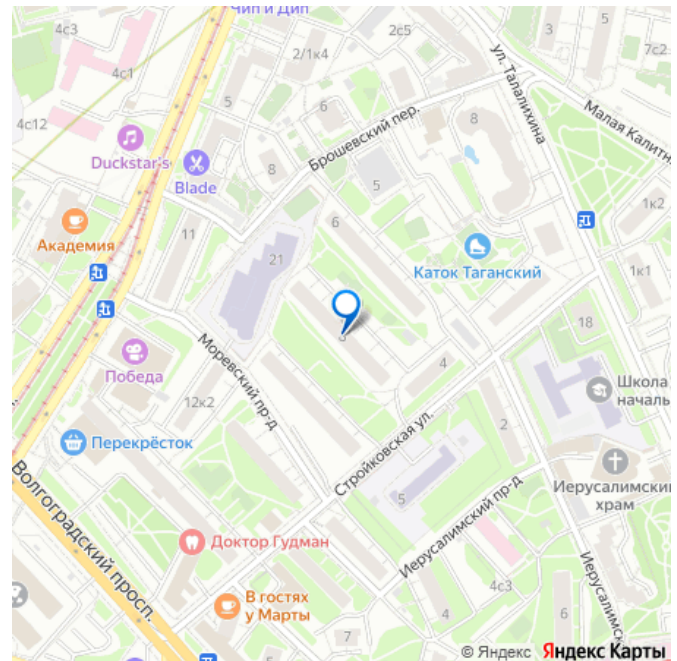 Чип и Дип
4с3
2с5
3
5
7с2
2/1к4
4с1
5
6
ул. Талалихина
Малая Калитн
4с12
Duckstar's
Брошевский пер.
8
Blade
8
5
1к2
6
Академия
11
21
Каток Таганский
1к1
18
Моревский пр-д
Победа
4
Школа
началь
12к2
2
Перекрёсток
Стройковская ул.
Волгоградский просп.
5
Иерусалимский
храм
Доктор Гудман
Иерусалимский пр-д
В гостях
у Марты
4с3
4
6
7
Иерусалимск
© Яндекс Яндекс Карты